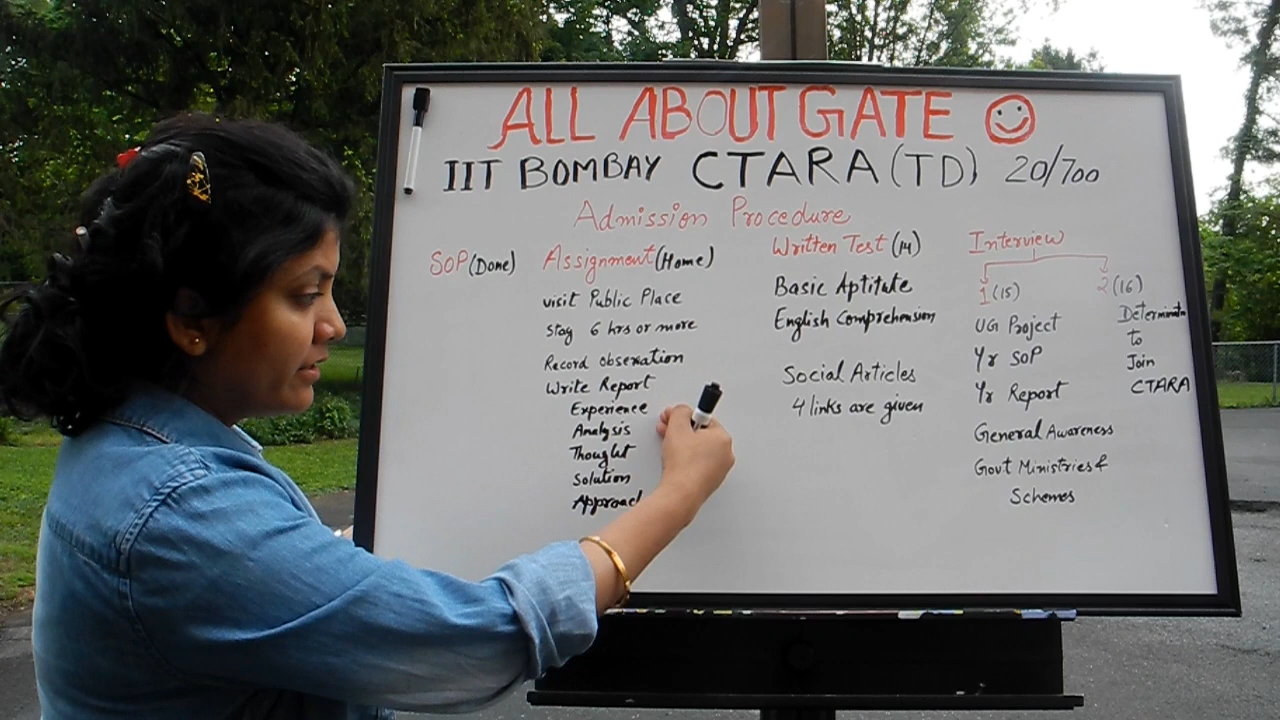 ALL ABOUT GATE
IIT BOMBAY CTARA (TD) 20/700
Admission Procedure
SOP (Done)
Assignment (Home)
visit Public Place
stay 6 hrs or more
Record obsexation
Write Report
Experience
Analysis
Thought
Solution
Approach
Written Test (14)
Basic Aptitute
English Comprehension
Social Articles
4 links are given
Interview
1 (15)
UG Project
Yr SOP
Yr Report
General Awareness
Govt Ministries &
Schemes
2 (16)
Determinatn
to
Join
CTARA